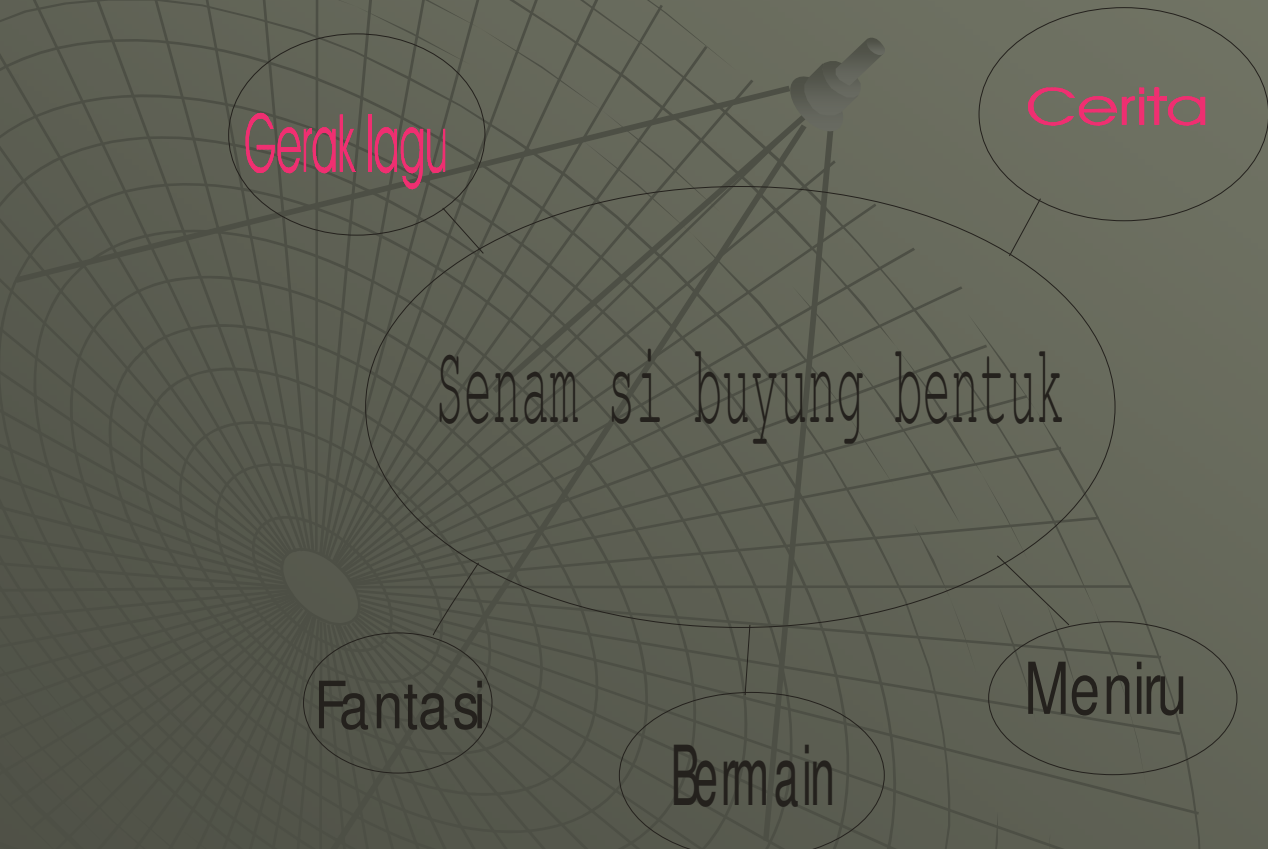 Gerak lagu
Cerita
Senam si buyung bentuk
Fantasi
Bermain
Meniru